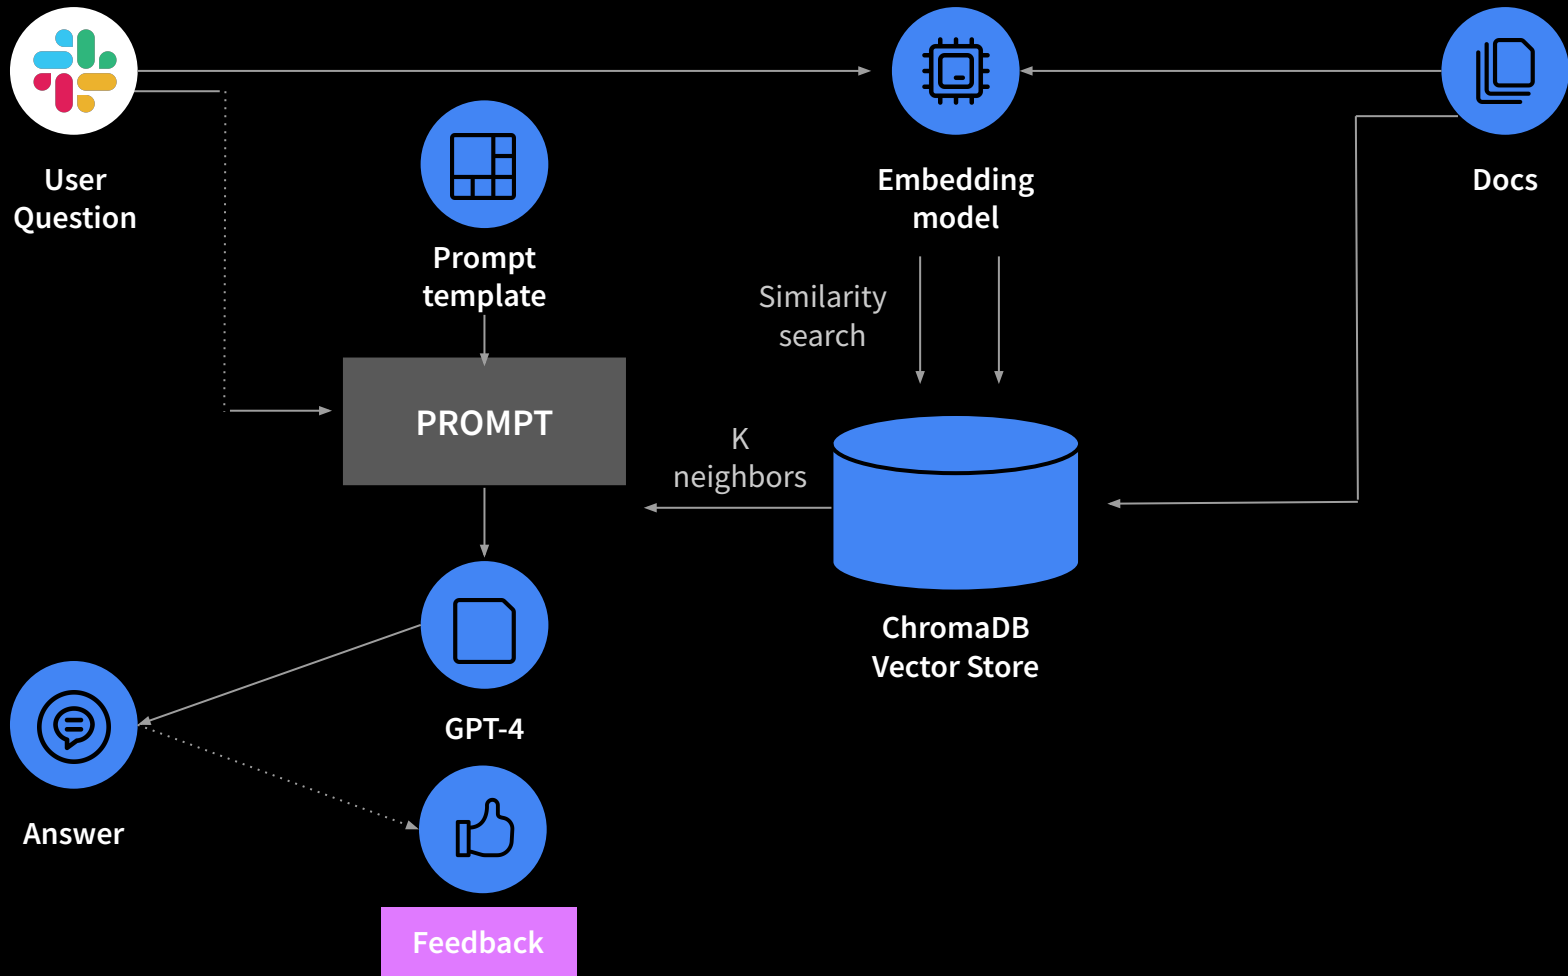 User
Question
Prompt
template
Embedding
model
Docs
Similarity
search
PROMPT
K
neighbors
ChromaDB
Vector Store
GPT-4
Answer
Feedback